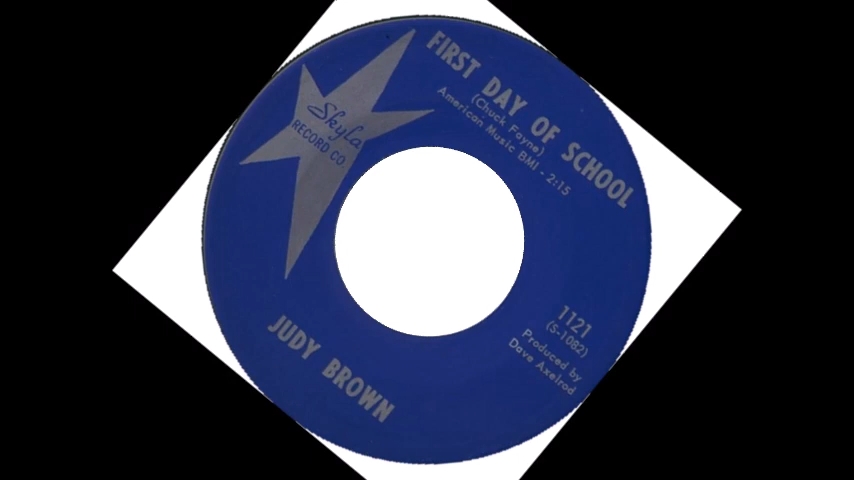 FIRST DAY OF SCHOOL
(Chuck Fayne)
American Music BMI - 2:15
Skyla
RECORD CO.
1121
(S-1082)
Produced by
Dave Axelrod
JUDY BROWN